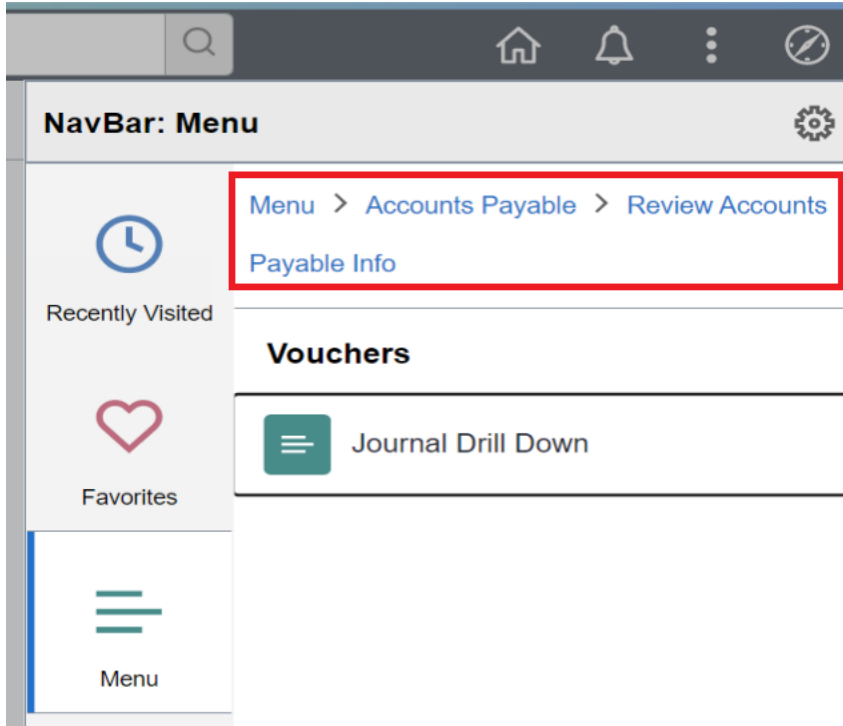 NavBar: Menu
Menu > Accounts Payable > Review Accounts
Payable Info
Recently Visited
Vouchers
Journal Drill Down
Favorites
Menu